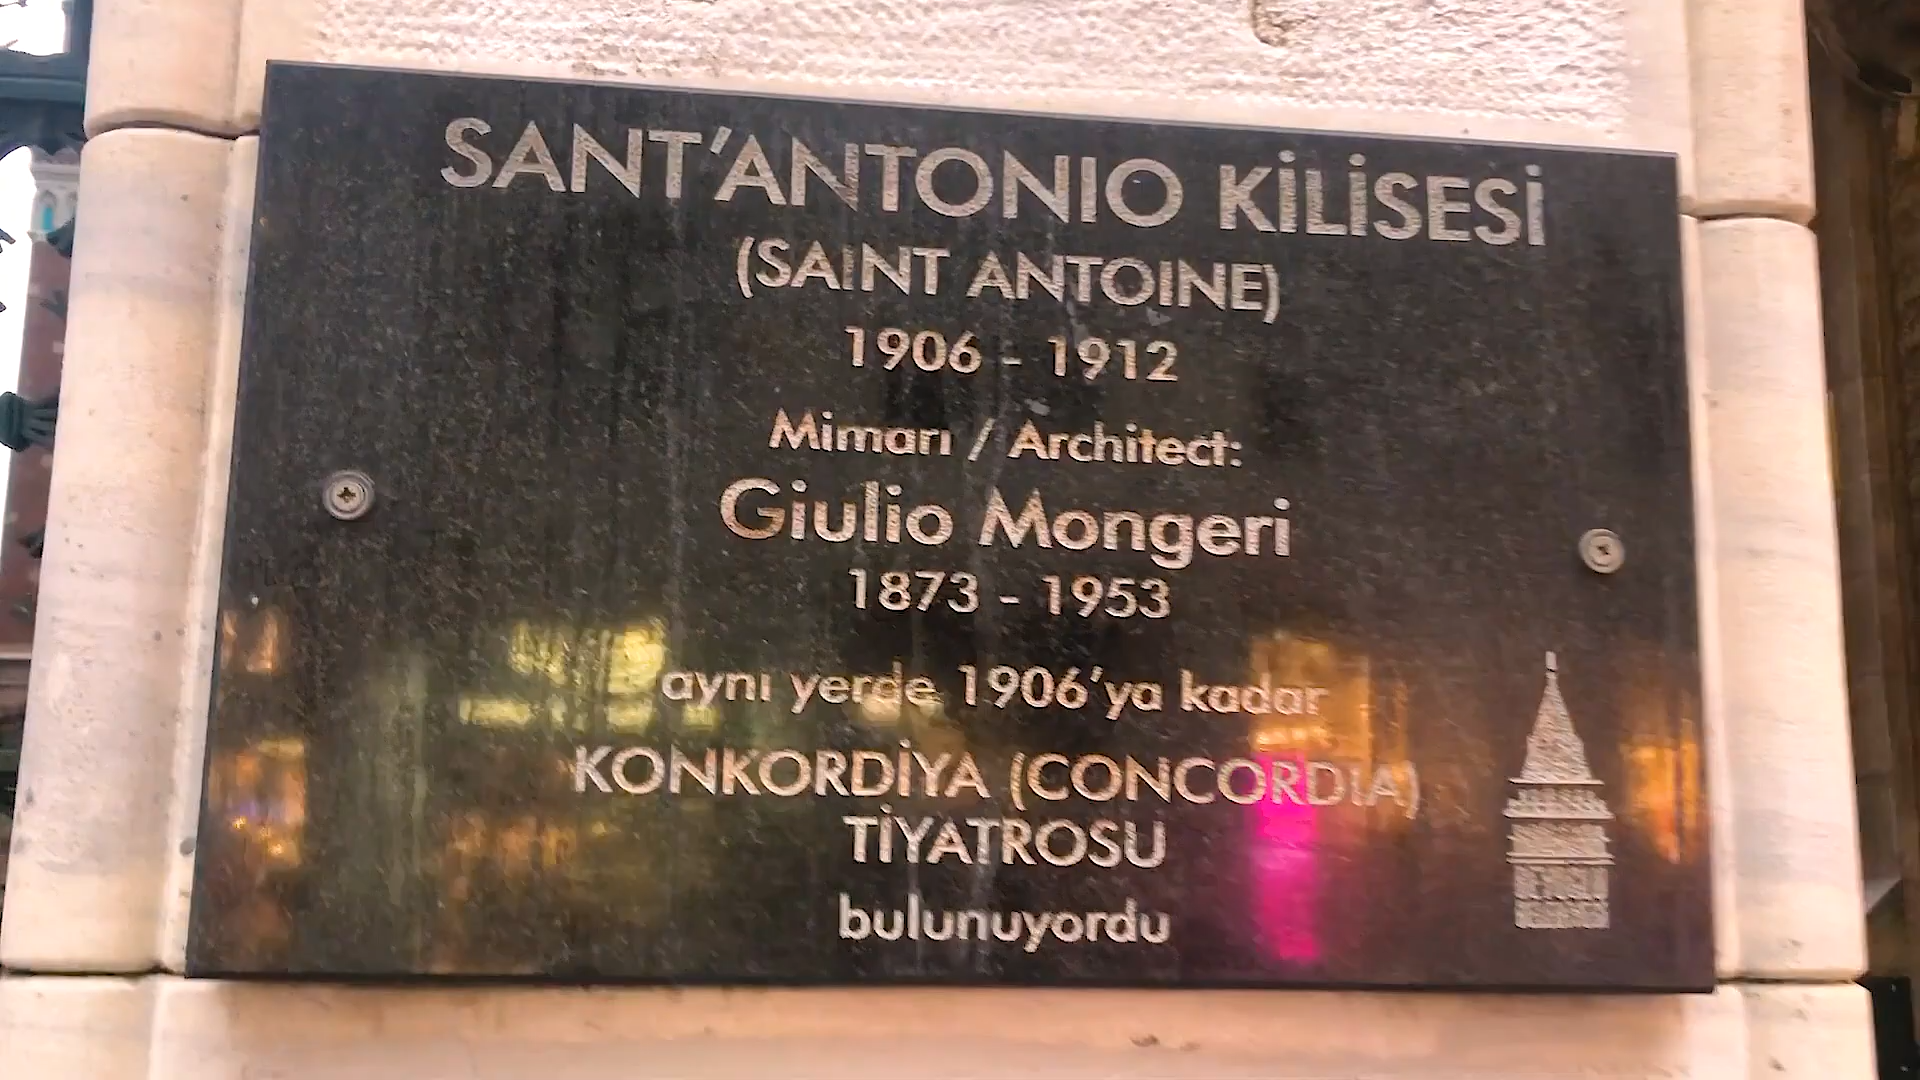 SANT'ANTONIO KİLİSESİ
(SAINT ANTOINE)
1906 - 1912
Mimarı / Architect:
Giulio Mongeri
1873 - 1953
aynı yerde 1906'ya kadar
KONKORDİYA (CONCORDIA)
TİYATROSU
bulunuyordu